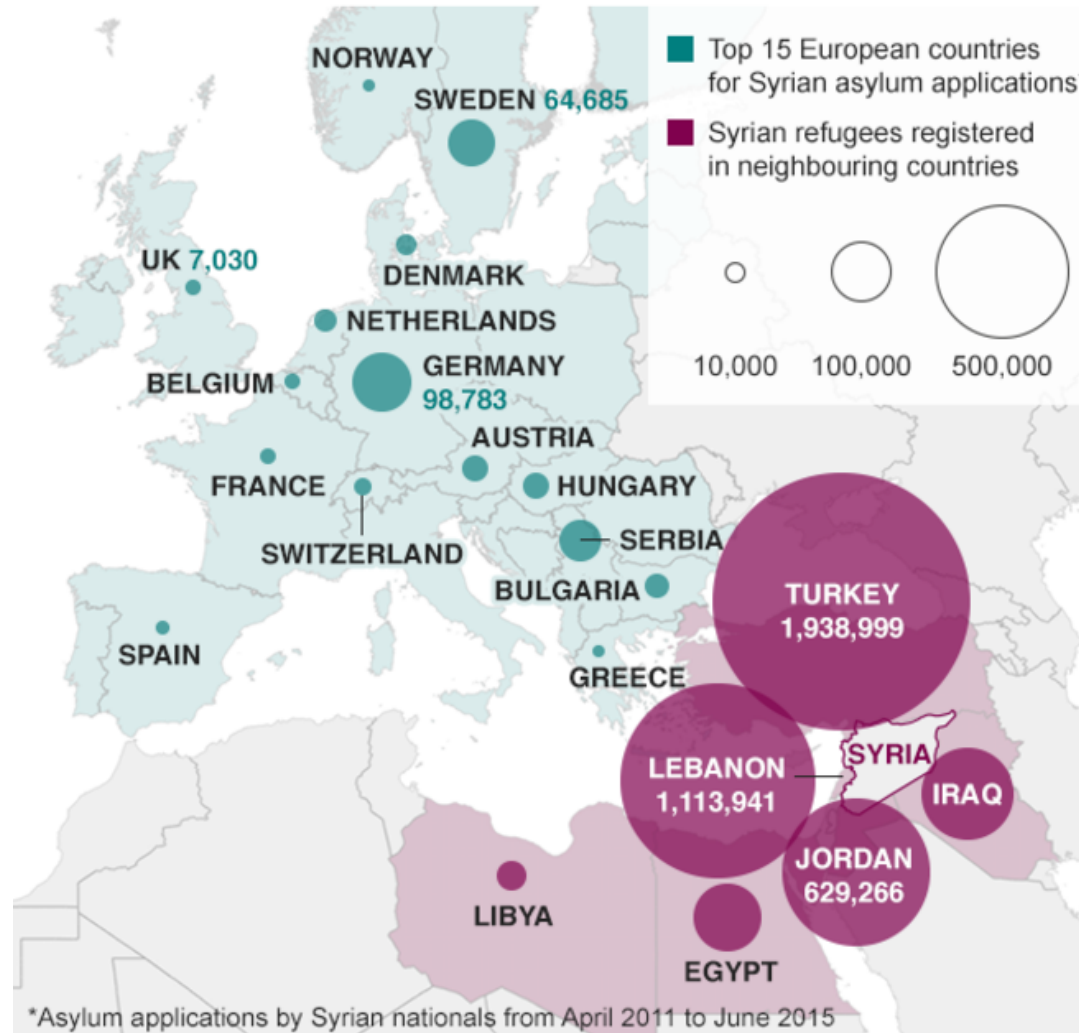 NORWAY
SWEDEN 64,685
Top 15 European countries
for Syrian asylum applications
Syrian refugees registered
in neighbouring countries
10,000
100,000
500,000
UK 7,030
DENMARK
NETHERLANDS
BELGIUM
GERMANY
98,783
AUSTRIA
FRANCE
HUNGARY
SWITZERLAND
SERBIA
BULGARIA
SPAIN
GREECE
TURKEY
1,938,999
LEBANON
1,113,941
SYRIA
IRAQ
JORDAN
629,266
LIBYA
EGYPT
*Asylum applications by Syrian nationals from April 2011 to June 2015